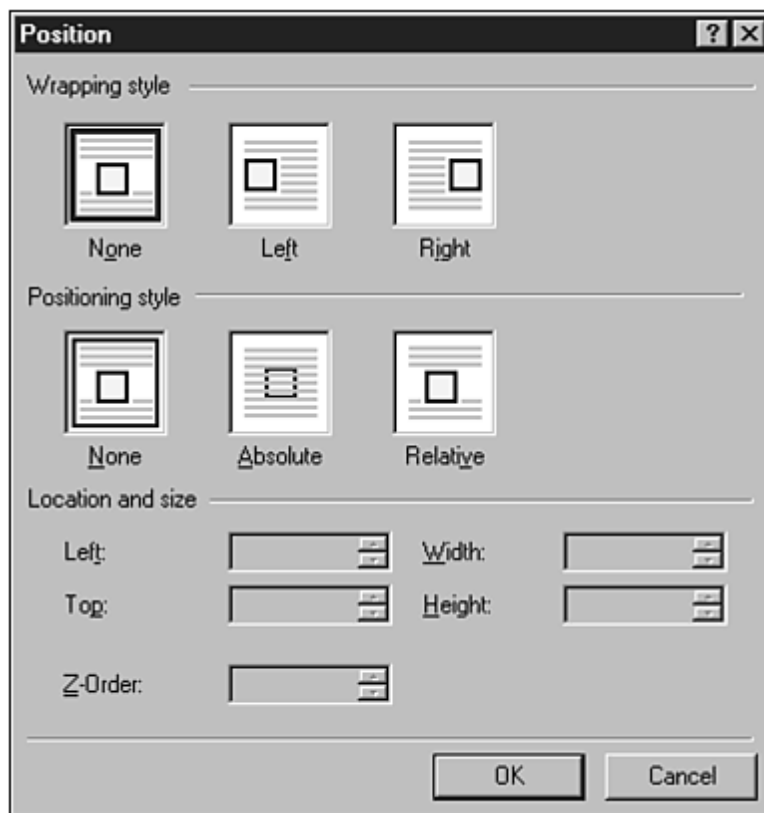 Position
Wrapping style
None Left Right
Positioning style
None Absolute Relative
Location and size
Left: Width:
Top: Height:
Z-Order:
OK Cancel